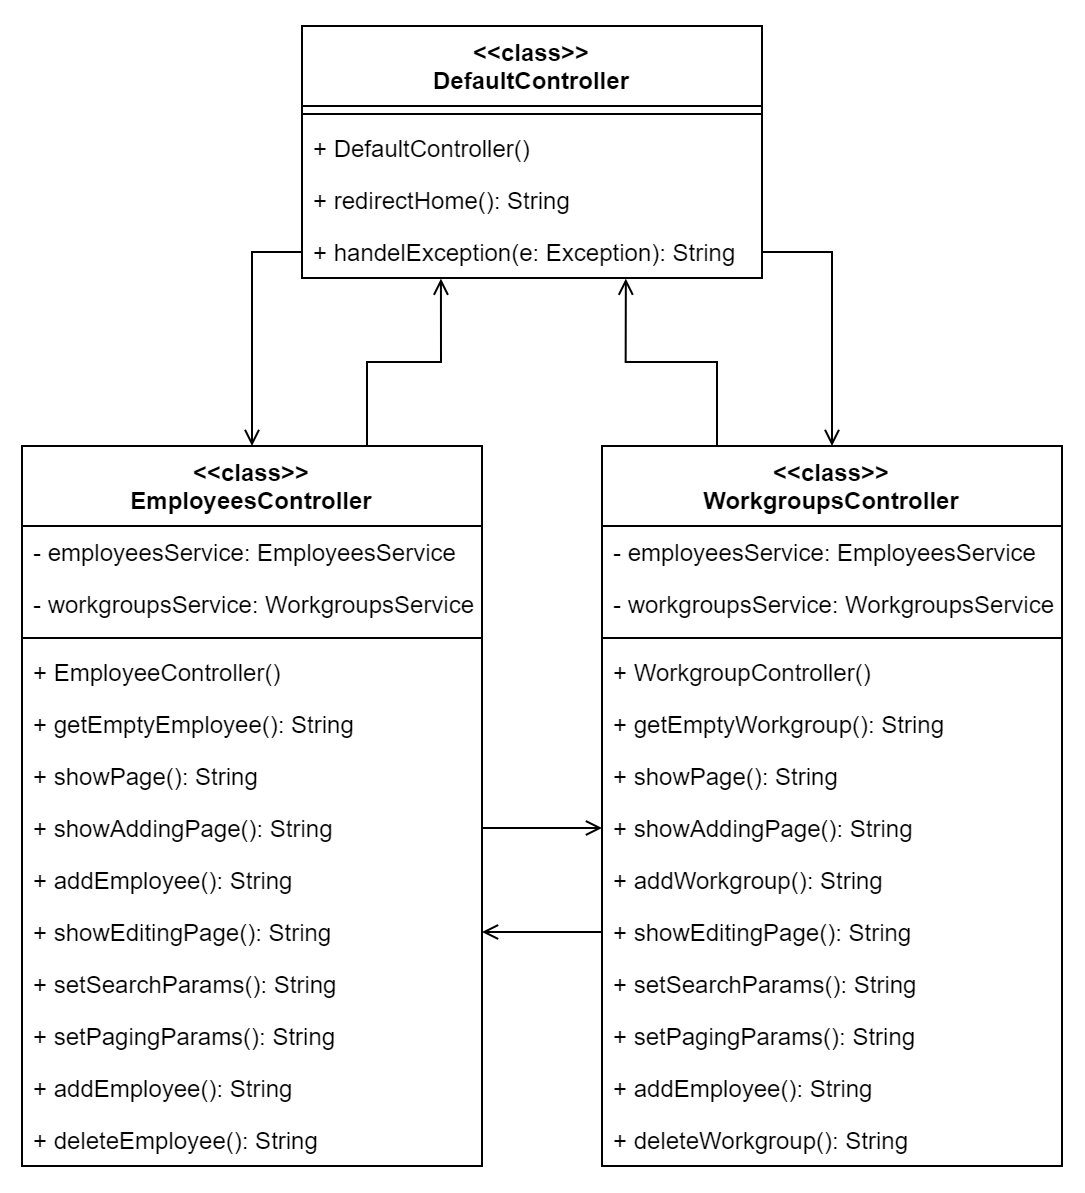 <<class>>
DefaultController
+ DefaultController()
+ redirectHome(): String
+ handelException(e: Exception): String
<<class>>
EmployeesController
- employeesService: EmployeesService
- workgroupsService: WorkgroupsService
+ EmployeeController()
+ getEmptyEmployee(): String
+ showPage(): String
+ showAddingPage(): String
+ addEmployee(): String
+ showEditingPage(): String
+ setSearchParams(): String
+ setPagingParams(): String
+ addEmployee(): String
+ deleteEmployee(): String
<<class>>
WorkgroupsController
- employeesService: EmployeesService
- workgroupsService: WorkgroupsService
+ WorkgroupController()
+ getEmptyWorkgroup(): String
+ showPage(): String
+ showAddingPage(): String
+ addWorkgroup(): String
+ showEditingPage(): String
+ setSearchParams(): String
+ setPagingParams(): String
+ addEmployee(): String
+ deleteWorkgroup(): String